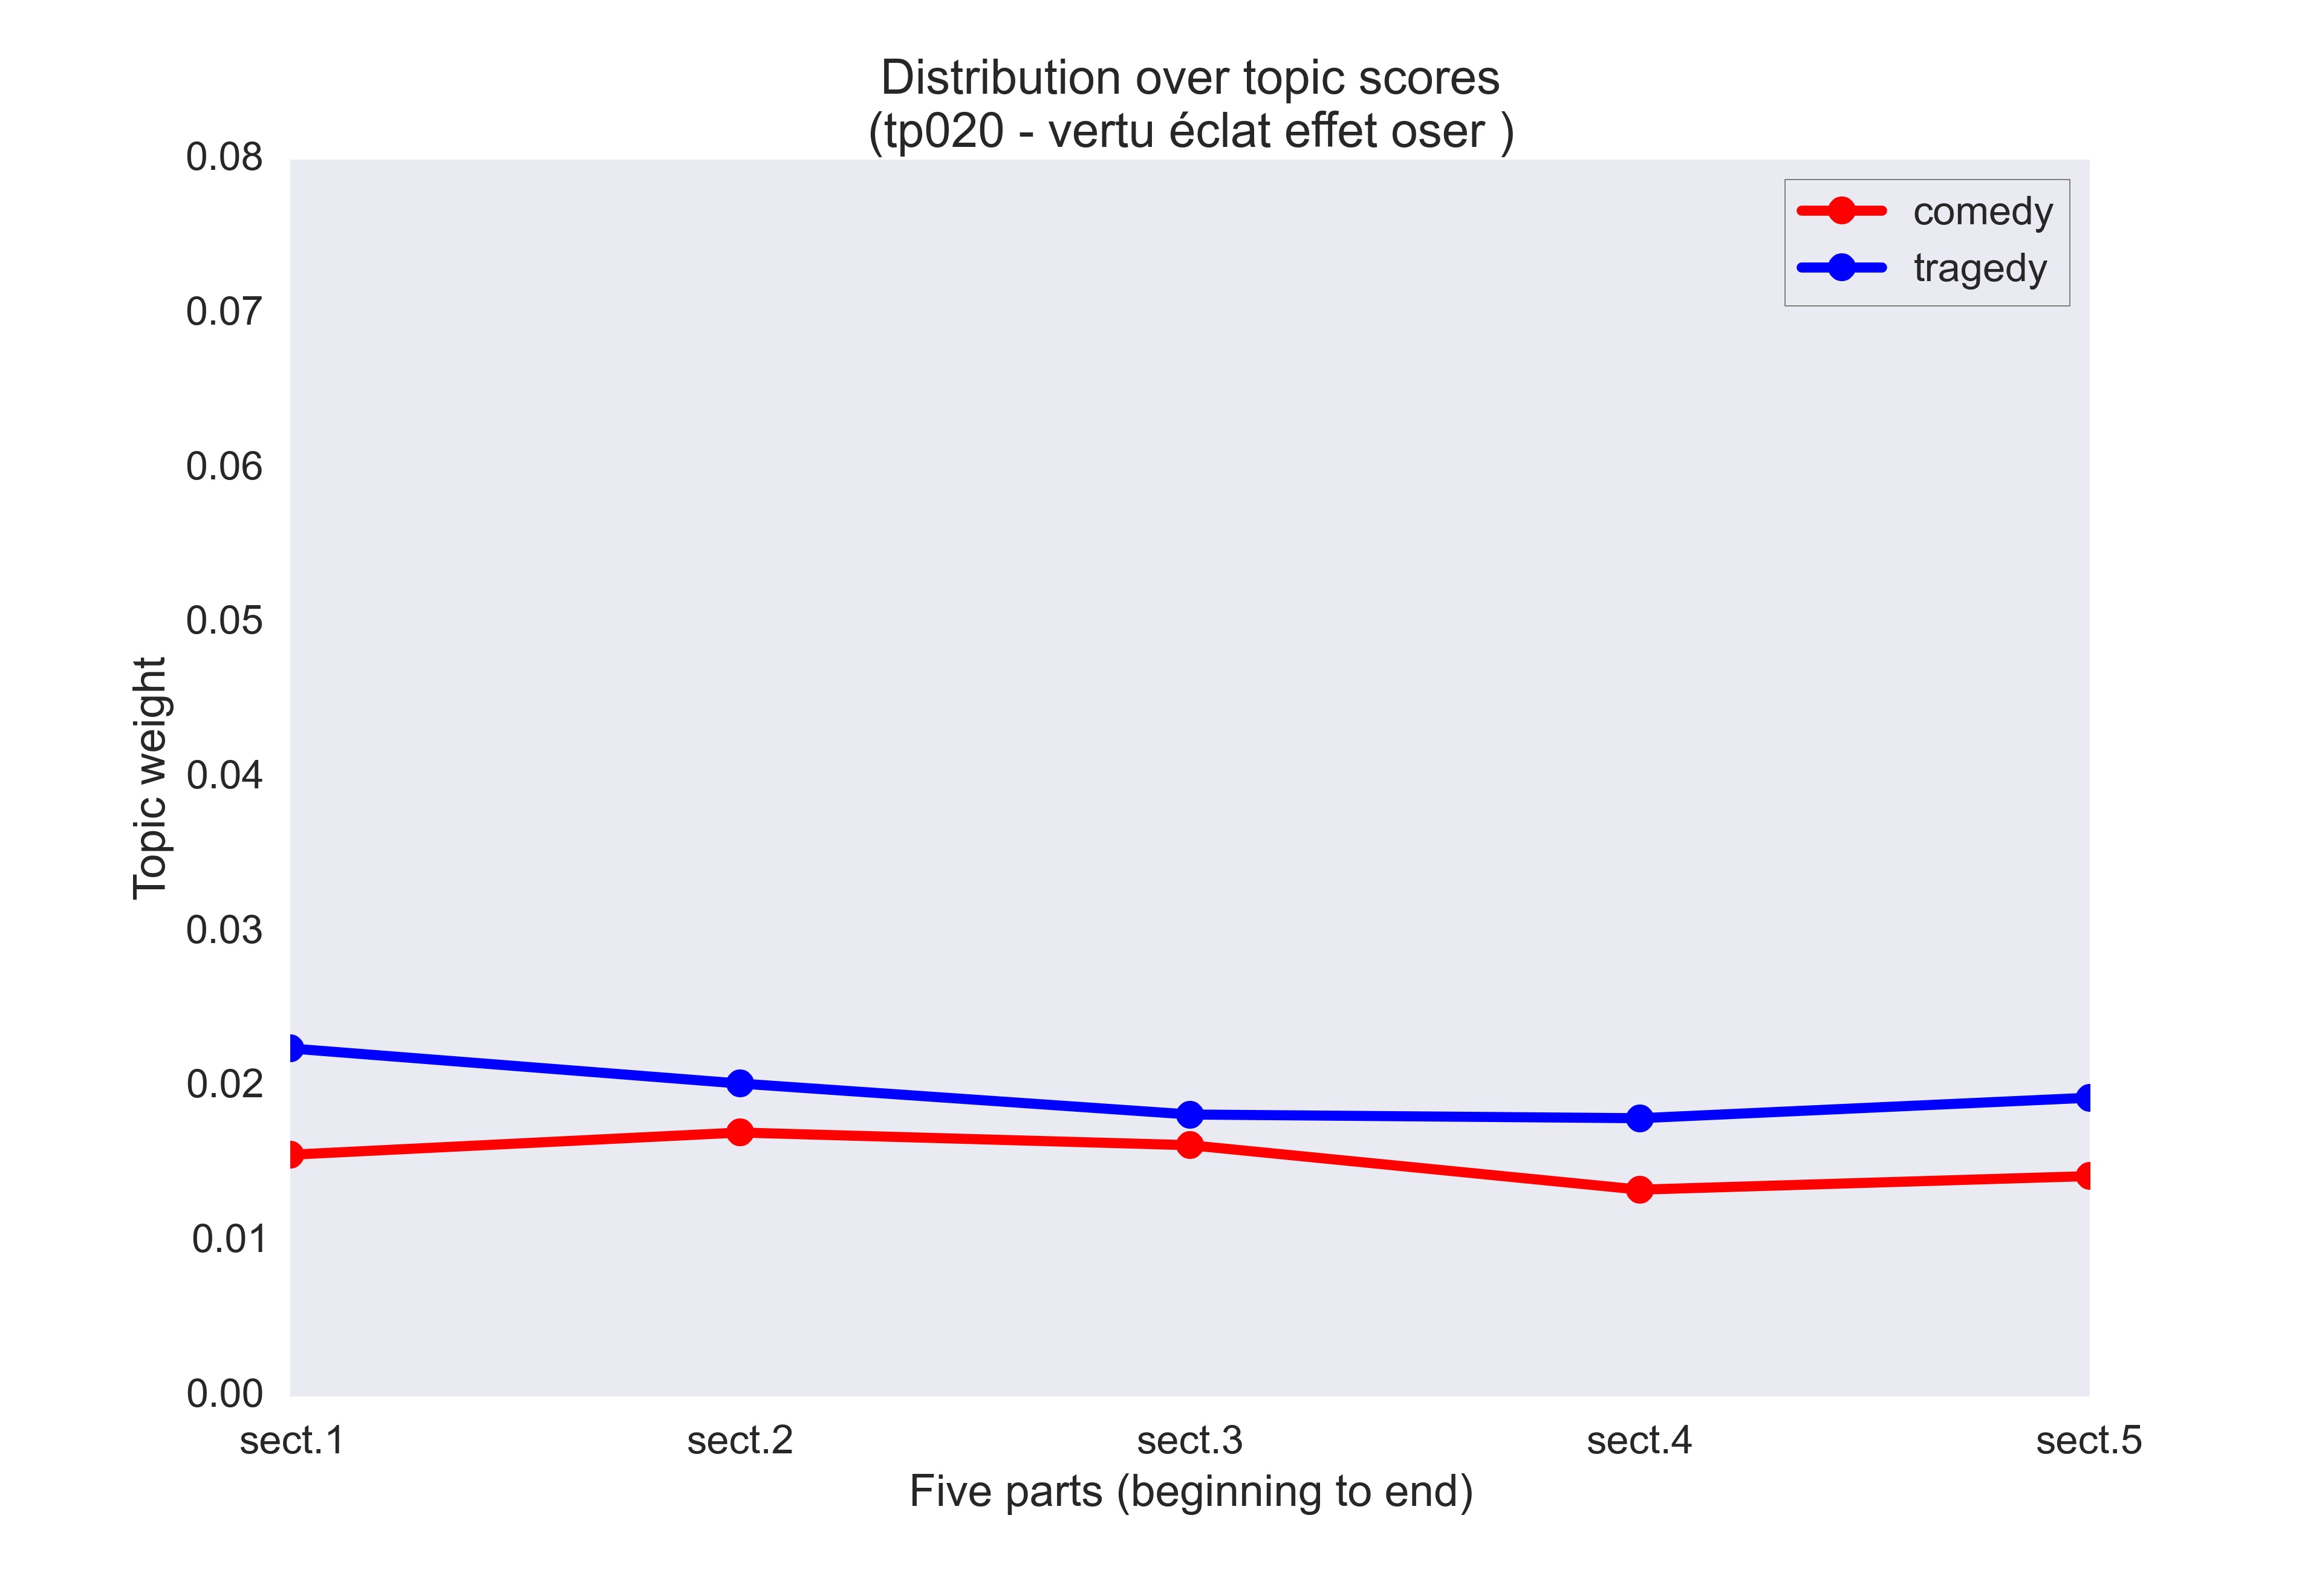 Distribution over topic scores
(tp020 - vertu éclat effet oser )
comedy
tragedy
Topic weight
0.08
0.07
0.06
0.05
0.04
0.03
0.02
0.01
0.00
sect.1 sect.2 sect.3 sect.4 sect.5
Five parts (beginning to end)